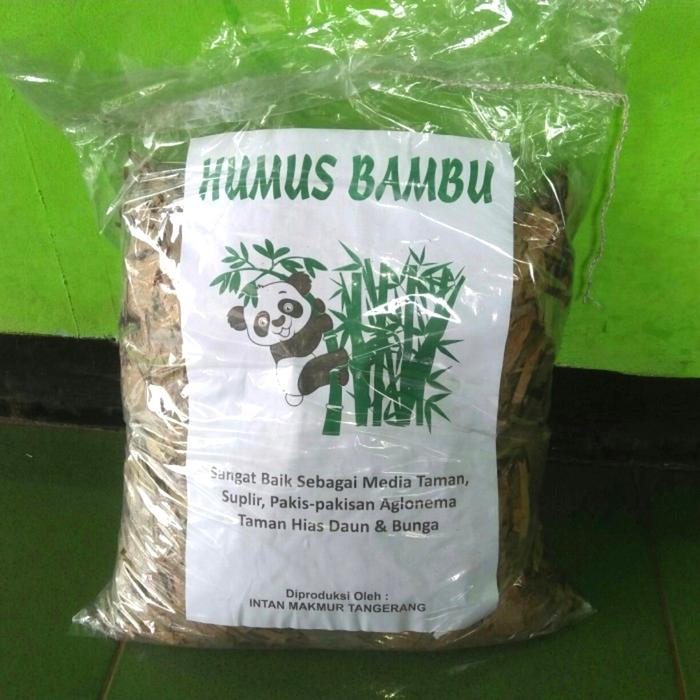 HUMUS BAMBU
Sangat Baik Sebagai Media Taman,
Suplir, Pakis-pakisan Aglonema
Taman Hias Daun & Bunga
Diproduksi Oleh :
INTAN MAKMUR TANGERANG